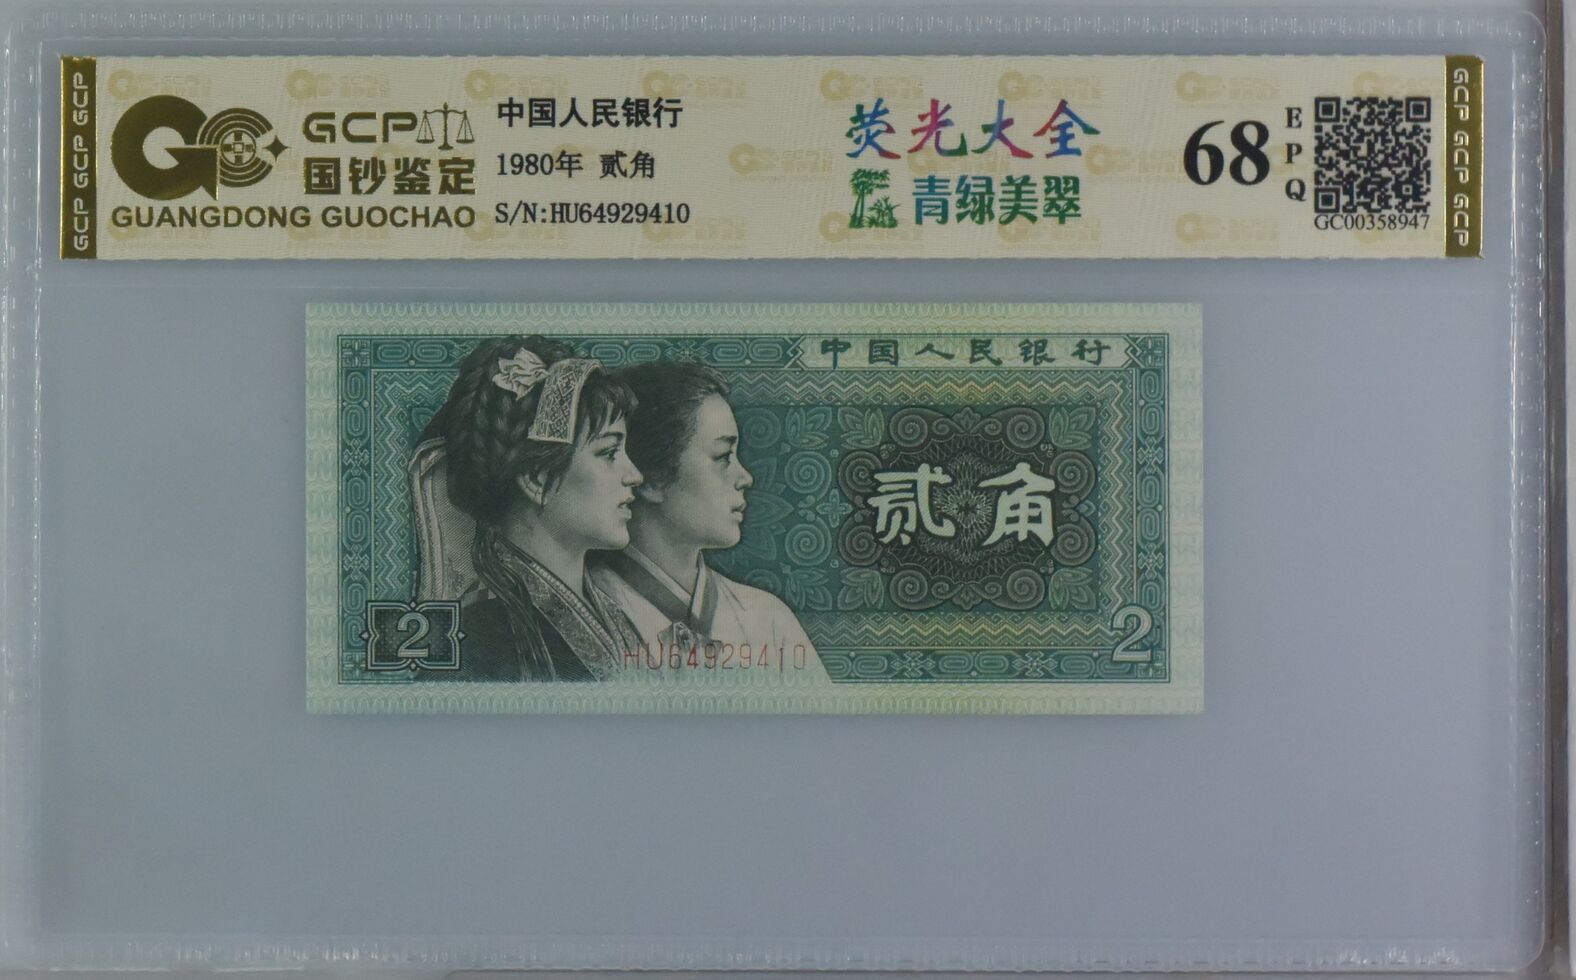 GCP GCP GCP
GCP
国钞鉴定
GUANGDONG GUOCHAO
中国人民银行
1980年 贰角
S/N:HU64929410
荧光大全
青绿美翠
68
EPQ
GC00358947
GCP GCP GCP
中国人民银行
贰角
2
HU64929410
2